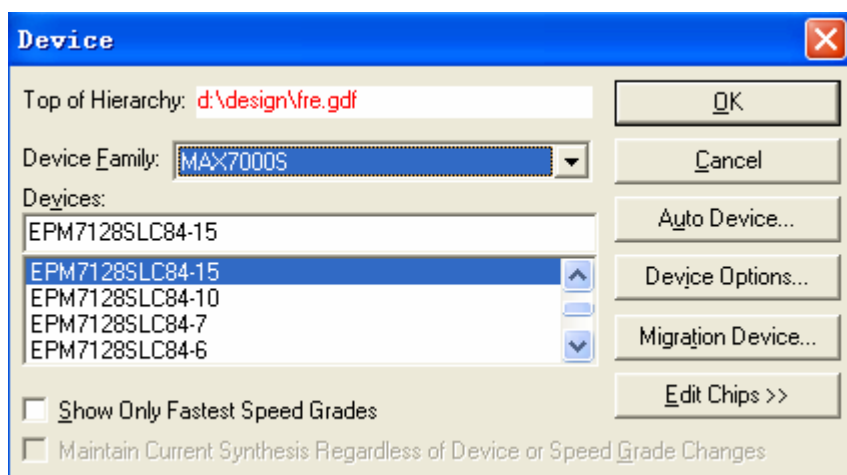 Device
Top of Hierarchy: d:\design\fre.gdf
OK
Device Family: MAX7000S
Cancel
Devices:
EPM7128SLC84-15
Auto Device...
EPM7128SLC84-15
EPM7128SLC84-10
EPM7128SLC84-7
EPM7128SLC84-6
Device Options...
Migration Device...
Edit Chips >>
Show Only Fastest Speed Grades
Maintain Current Synthesis Regardless of Device or Speed Grade Changes